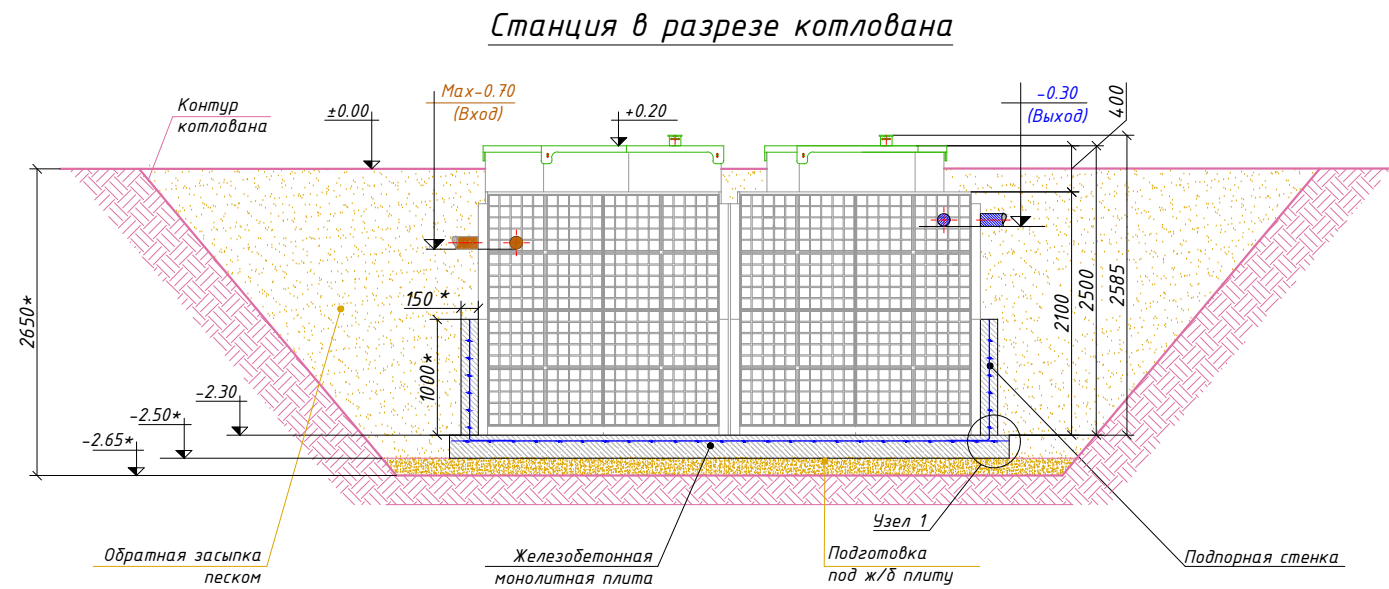 Станция в разрезе котлована
Контур
котлована
±0.00
Max-0.70
(Вход)
+0.20
-0.30
(Выход)
400
2650*
150 *
1000*
2100
2500
2585
-2.30
-2.50*
-2.65*
Узел 1
Обратная засыпка
песком
Железобетонная
монолитная плита
Подготовка
под ж/б плиту
Подпорная стенка